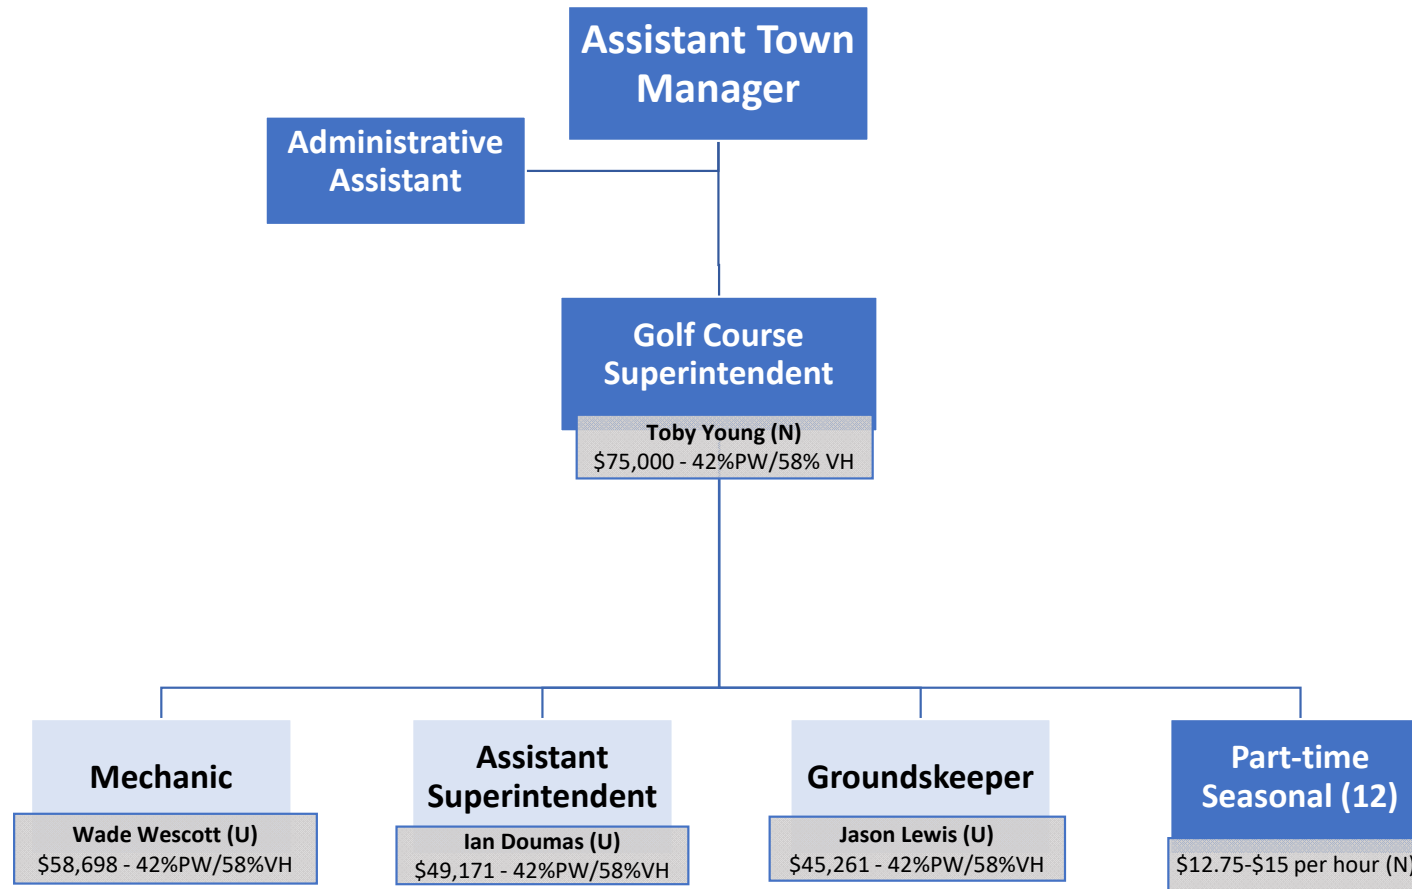 Assistant Town
Manager
Administrative
Assistant
Golf Course
Superintendent
Toby Young (N)
$75,000 - 42%PW/58% VH
Mechanic
Wade Wescott (U)
$58,698 - 42%PW/58%VH
Assistant
Superintendent
Ian Doumas (U)
$49,171 - 42%PW/58%VH
Groundskeeper
Jason Lewis (U)
$45,261 - 42%PW/58%VH
Part-time
Seasonal (12)
$12.75-$15 per hour (N)